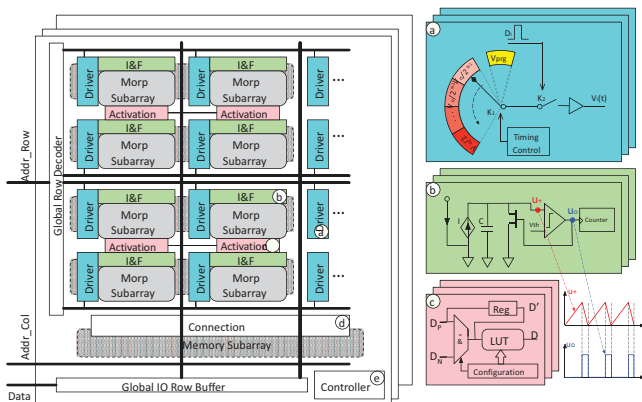 Addr_Row
Addr_Col
Data
Global Row Decoder
Driver I&F Driver I&F Driver ...
Morp Subarray Morp Subarray
Activation Activation
Driver I&F Driver I&F Driver ...
Morp Subarray Morp Subarray
Driver I&F Driver I&F b Driver ...
Morp Subarray Morp Subarray a
Activation Activation
Driver I&F Driver I&F Driver ...
Morp Subarray Morp Subarray
Connection d
Memory Subarray
Global IO Row Buffer
Controller e
a
Vprg
K₁
K₂
Vᵢ(t)
Timing
Control
b
I
C
Vth
u+
uo
Counter
c
Reg
D'
DP
DN
-
&
LUT
D
Configuration
u+
t
uo
t